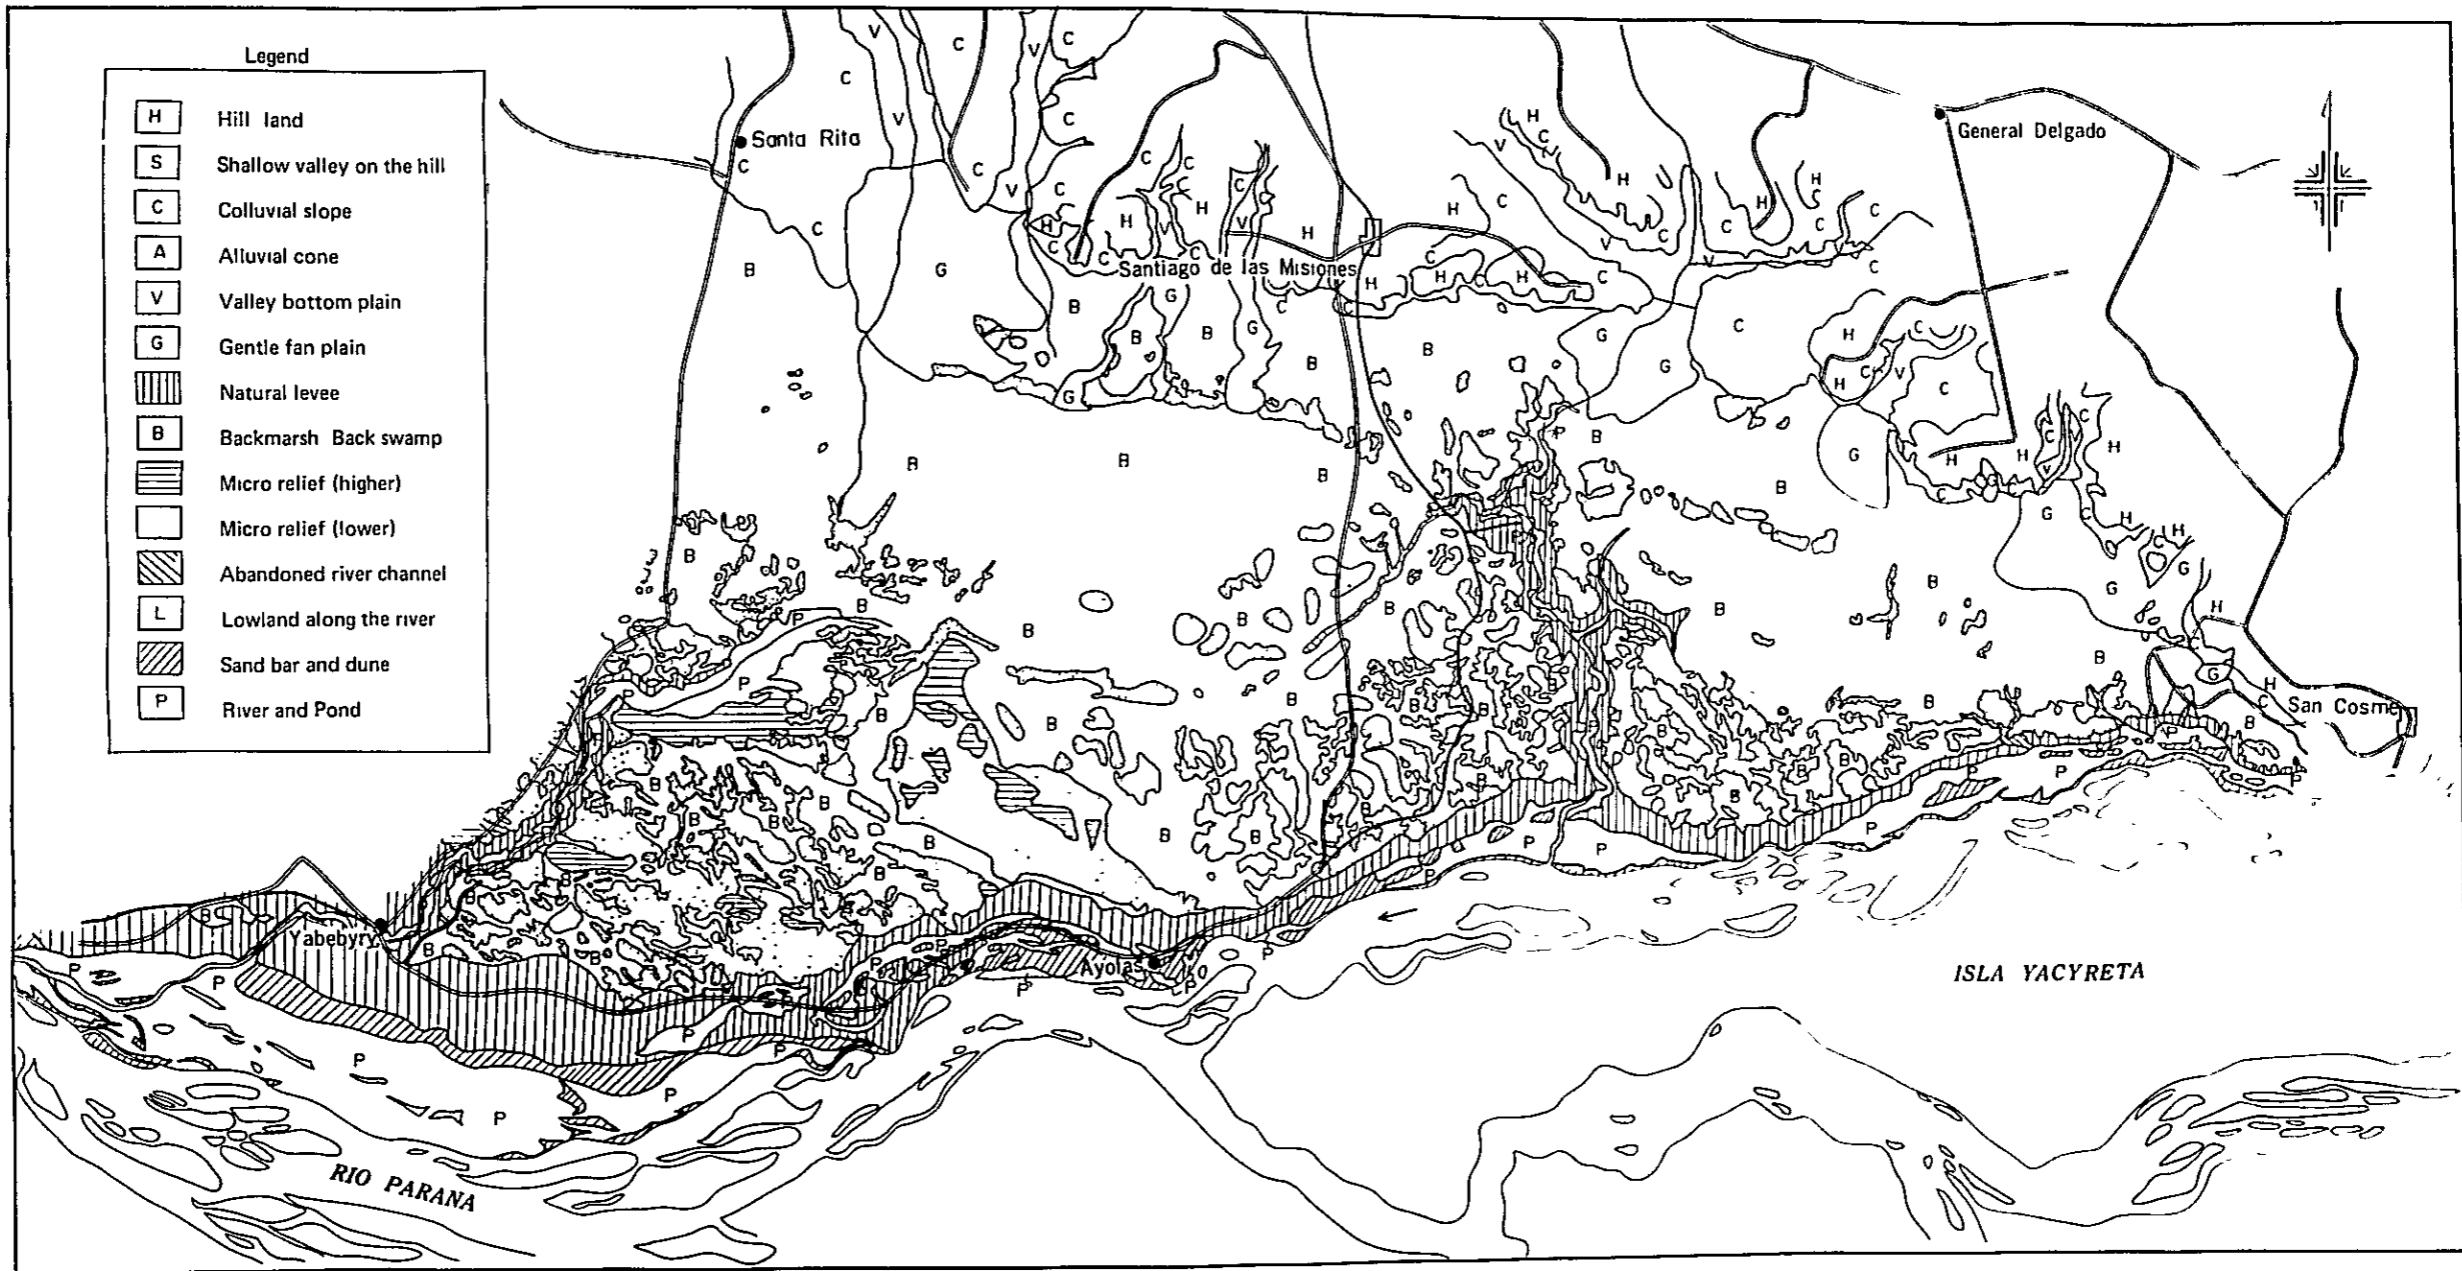 Legend
H Hill land
S Shallow valley on the hill
C Colluvial slope
A Alluvial cone
V Valley bottom plain
G Gentle fan plain
Natural levee
B Backmarsh Back swamp
Micro relief (higher)
Micro relief (lower)
Abandoned river channel
L Lowland along the river
Sand bar and dune
P River and Pond
Santa Rita
General Delgado
Santiago de las Misiones
San Cosme
Yabebyry
Ayolas
ISLA YACYRETA
RIO PARANA